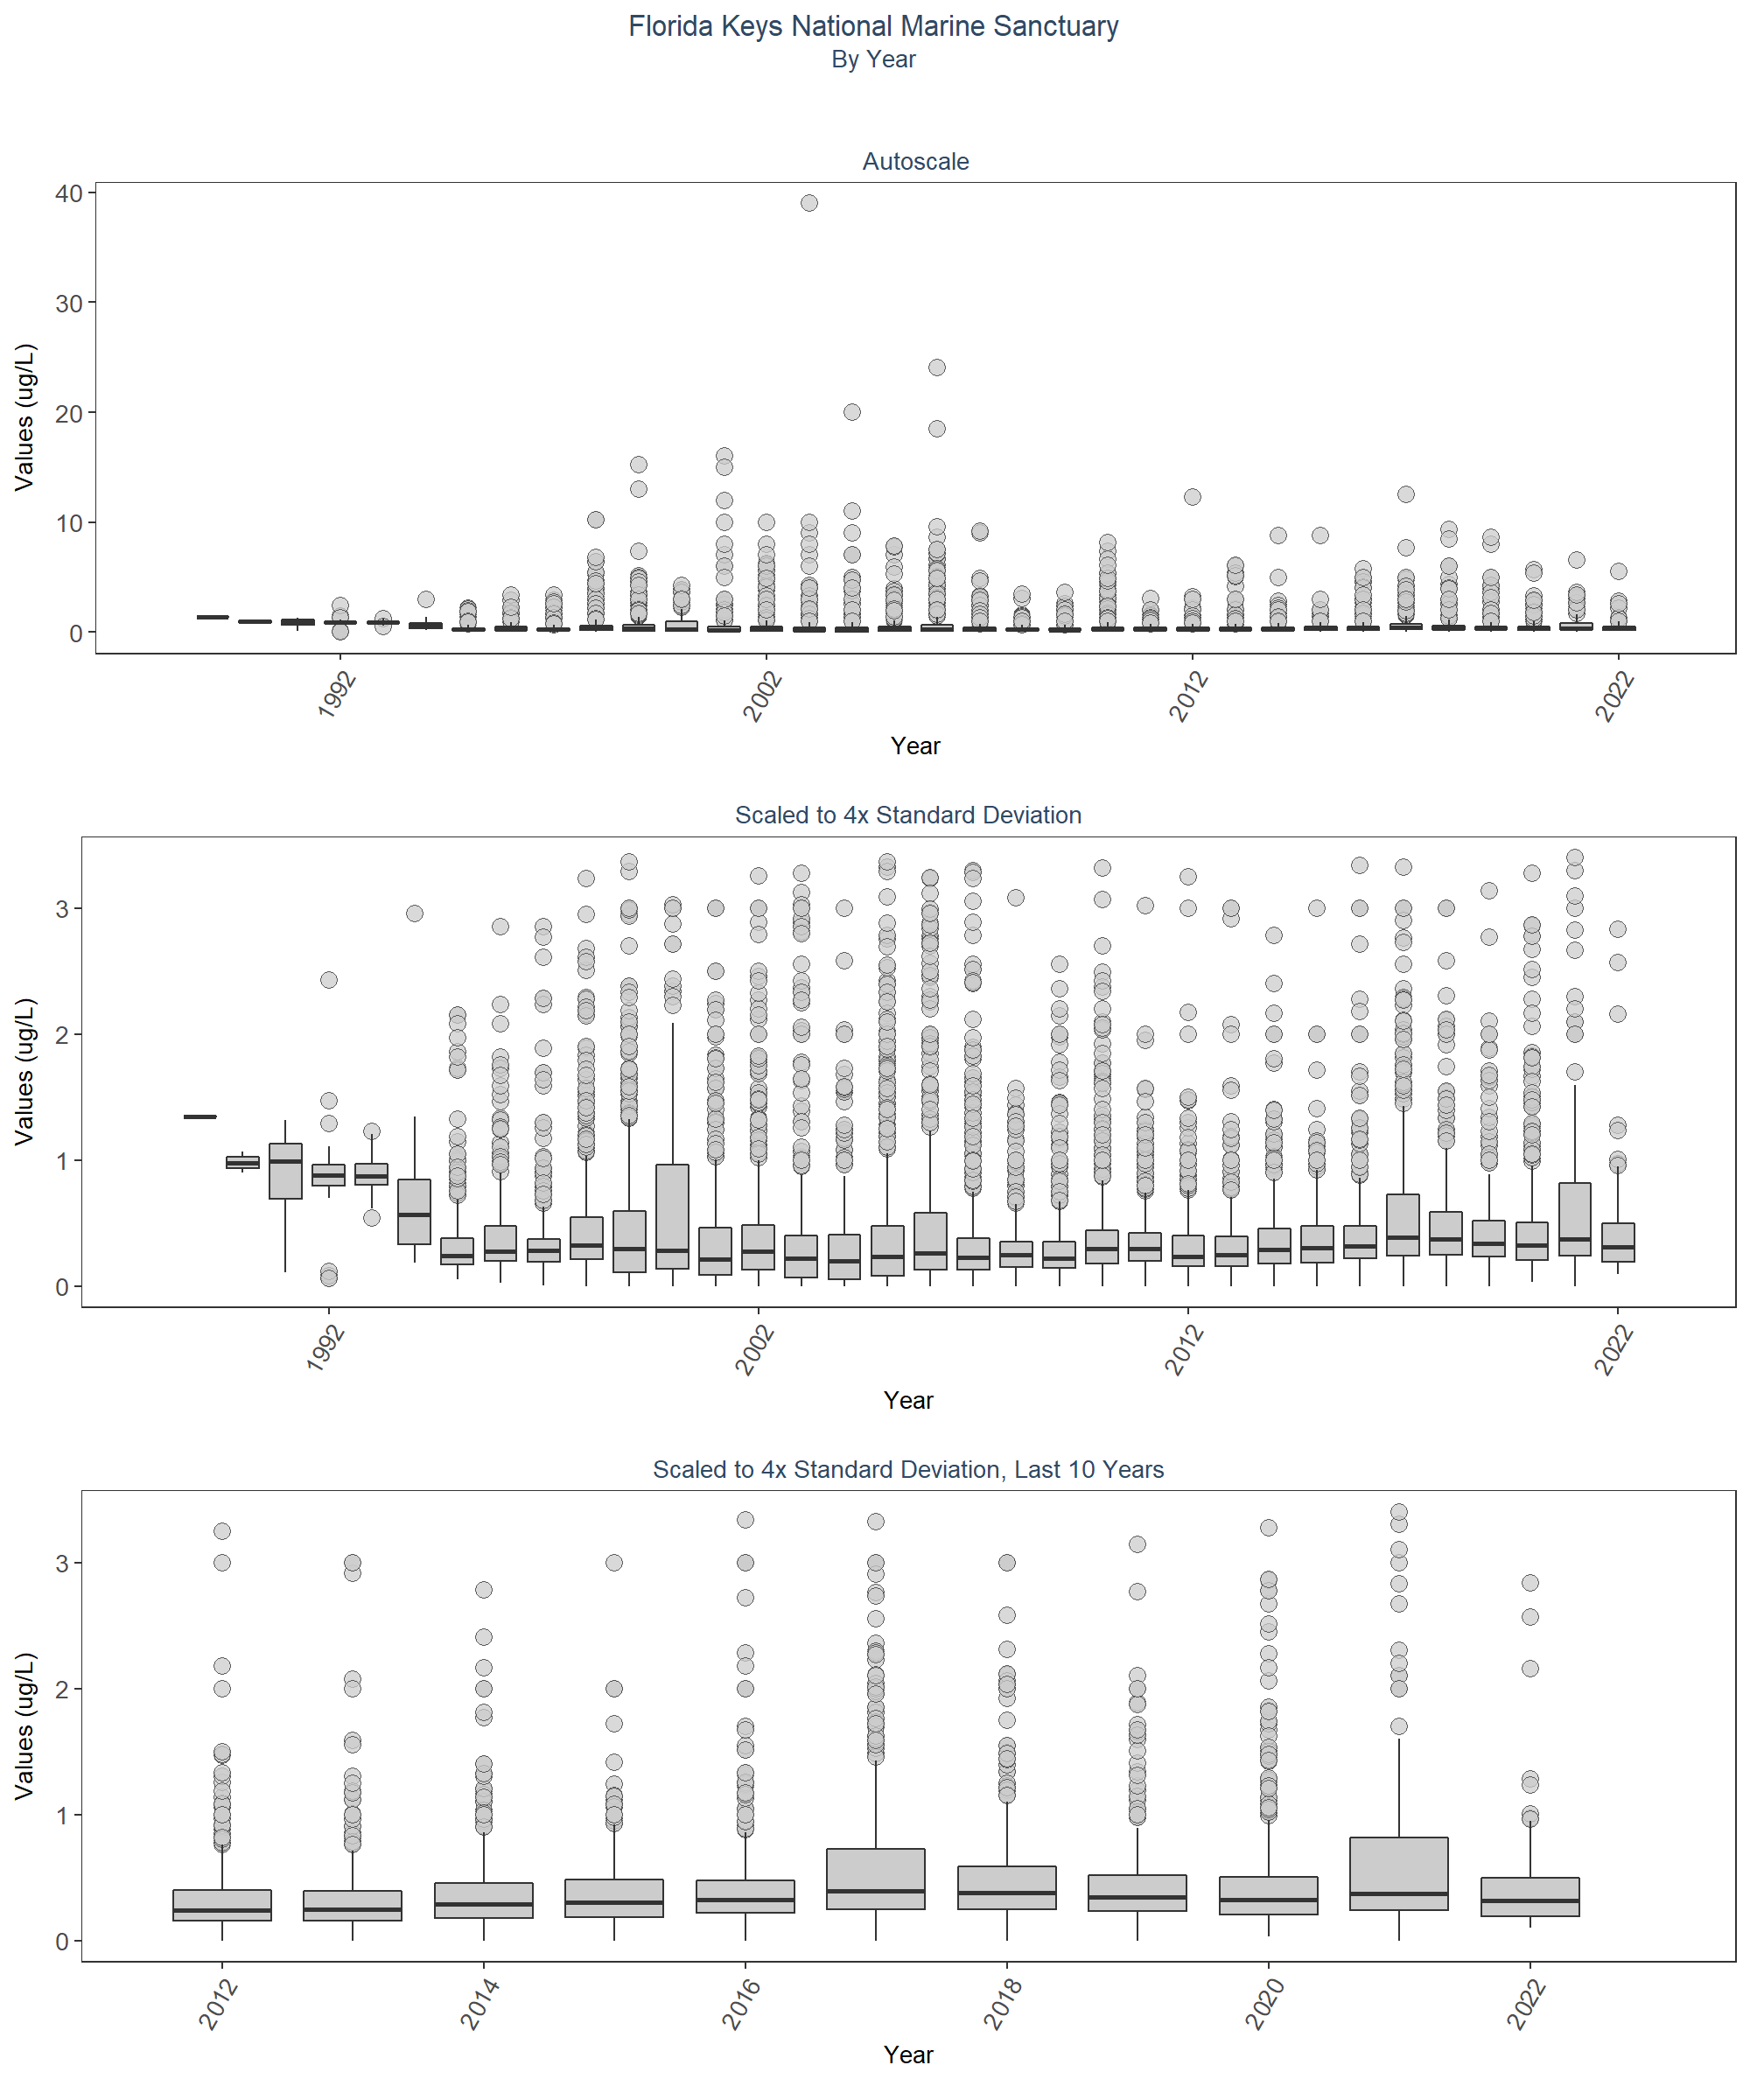 Florida Keys National Marine Sanctuary
By Year
Autoscale
Values (ug/L)
40
30
20
10
0
1992
2002
2012
2022
Year
Scaled to 4x Standard Deviation
Values (ug/L)
3
2
1
0
1992
2002
2012
2022
Year
Scaled to 4x Standard Deviation, Last 10 Years
Values (ug/L)
3
2
1
0
2012
2014
2016
2018
2020
2022
Year